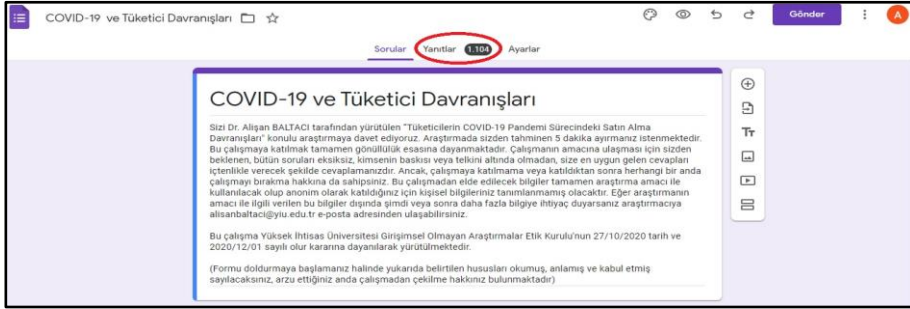 COVID-19 ve Tüketici Davranışları
Gönder
A
Sorular Yanıtlar 1.104 Ayarlar
COVID-19 ve Tüketici Davranışları
Sizi Dr. Alişan BALTACI tarafından yürütülen "Tüketicilerin COVID-19 Pandemi Sürecindeki Satın Alma
Davranışları" konulu araştırmaya davet ediyoruz. Araştırmada sizden tahminen 5 dakika ayırmanız istenmektedir.
Bu çalışmaya katılmak tamamen gönüllülük esasına dayanmaktadır. Çalışmanın amacına ulaşması için sizden
beklenen, bütün soruları eksiksiz, kimsenin baskısı veya telkini altında olmadan, size en uygun gelen cevapları
içtenlikle verecek şekilde cevaplamanızdır. Ancak, çalışmaya katılmama veya katıldıktan sonra herhangi bir anda
çalışmayı bırakma hakkına da sahipsiniz. Bu çalışmadan elde edilecek bilgiler tamamen araştırma amacı ile
kullanılacak olup anonim olarak katıldığınız için kişisel bilgileriniz tanımlanmamış olacaktır. Eğer araştırmanın
amacı ile ilgili verilen bu bilgiler dışında şimdi veya sonra daha fazla bilgiye ihtiyaç duyarsanız araştırmacıya
alisanbaltaci@yiu.edu.tr e-posta adresinden ulaşabilirsiniz.
Bu çalışma Yüksek İhtisas Üniversitesi Girişimsel Olmayan Araştırmalar Etik Kurulu'nun 27/10/2020 tarih ve
2020/12/01 sayılı olur kararına dayanılarak yürütülmektedir.
(Formu doldurmaya başlamanız halinde yukarıda belirtilen hususları okumuş, anlamış ve kabul etmiş
sayılacaksınız, arzu ettiğiniz anda çalışmadan çekilme hakkınız bulunmaktadır)